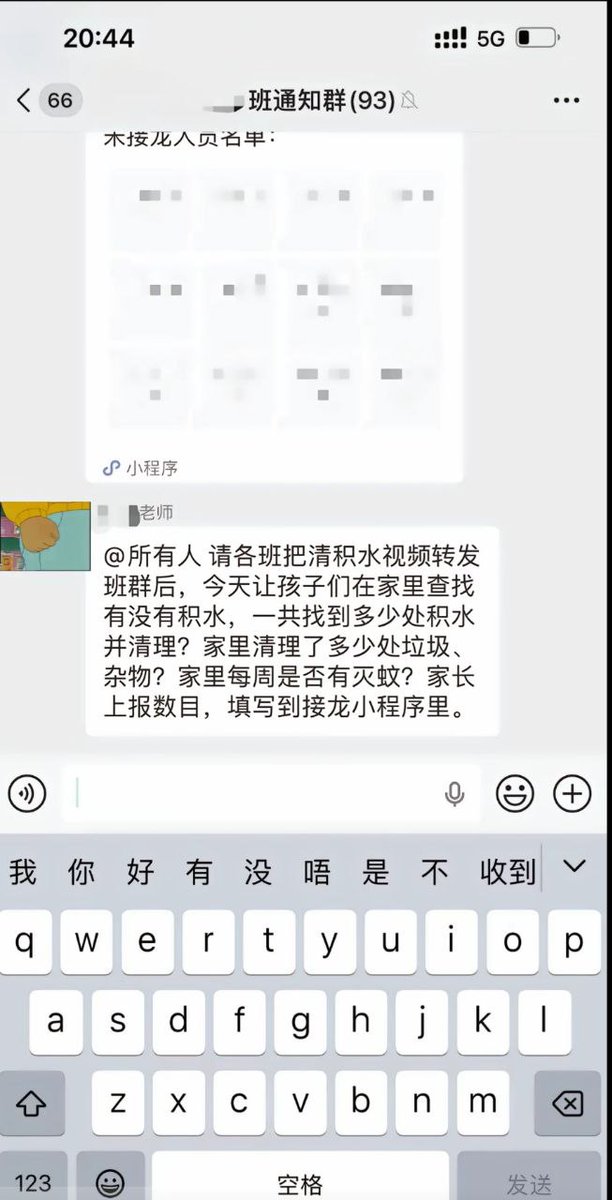 20:44
5G
66
班通知群(93)
未接龙人员名单:
小程序
老师
@所有人 请各班把清积水视频转发
班群后，今天让孩子们在家里查找
有没有积水，一共找到多少处积水
并清理？家里清理了多少处垃圾、
杂物？家里每周是否有灭蚊？家长
上报数目，填写到接龙小程序里。
我 你 好 有 没 唔 是 不 收到
q w e r t y u i o p
a s d f g h j k l
z x c v b n m
123 空格 发送